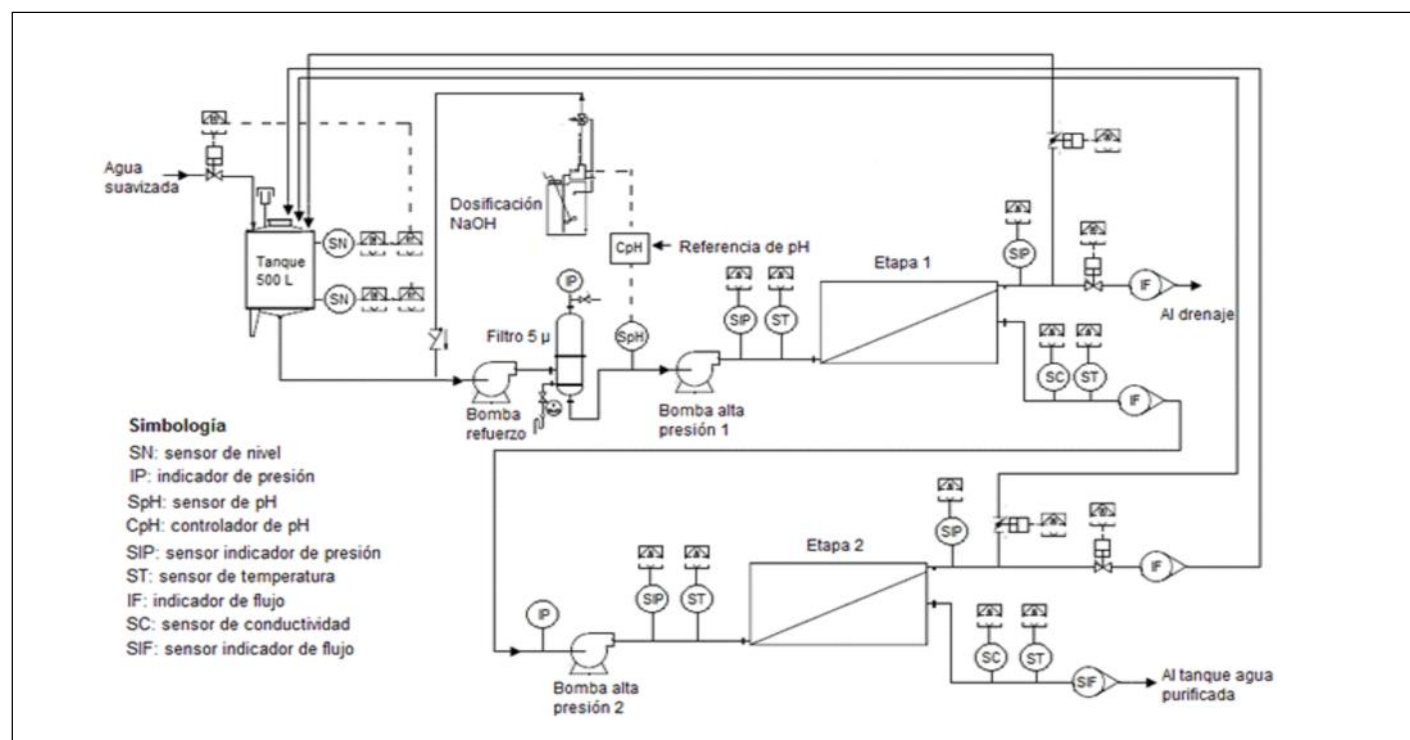 Agua
suavizada
Tanque
500 L
SN
SN
Dosificación
NaOH
CpH
Referencia de pH
IP
Filtro 5 µ
SpH
Bomba
refuerzo
Bomba alta
presión 1
SIP
ST
Etapa 1
SIP
IF
Al drenaje
SC
ST
IF
Simbología
SN: sensor de nivel
IP: indicador de presión
SpH: sensor de pH
CpH: controlador de pH
SIP: sensor indicador de presión
ST: sensor de temperatura
IF: indicador de flujo
SC: sensor de conductividad
SIF: sensor indicador de flujo
IP
Bomba alta
presión 2
SIP
ST
Etapa 2
SIP
IF
SC
ST
SIF
Al tanque agua
purificada